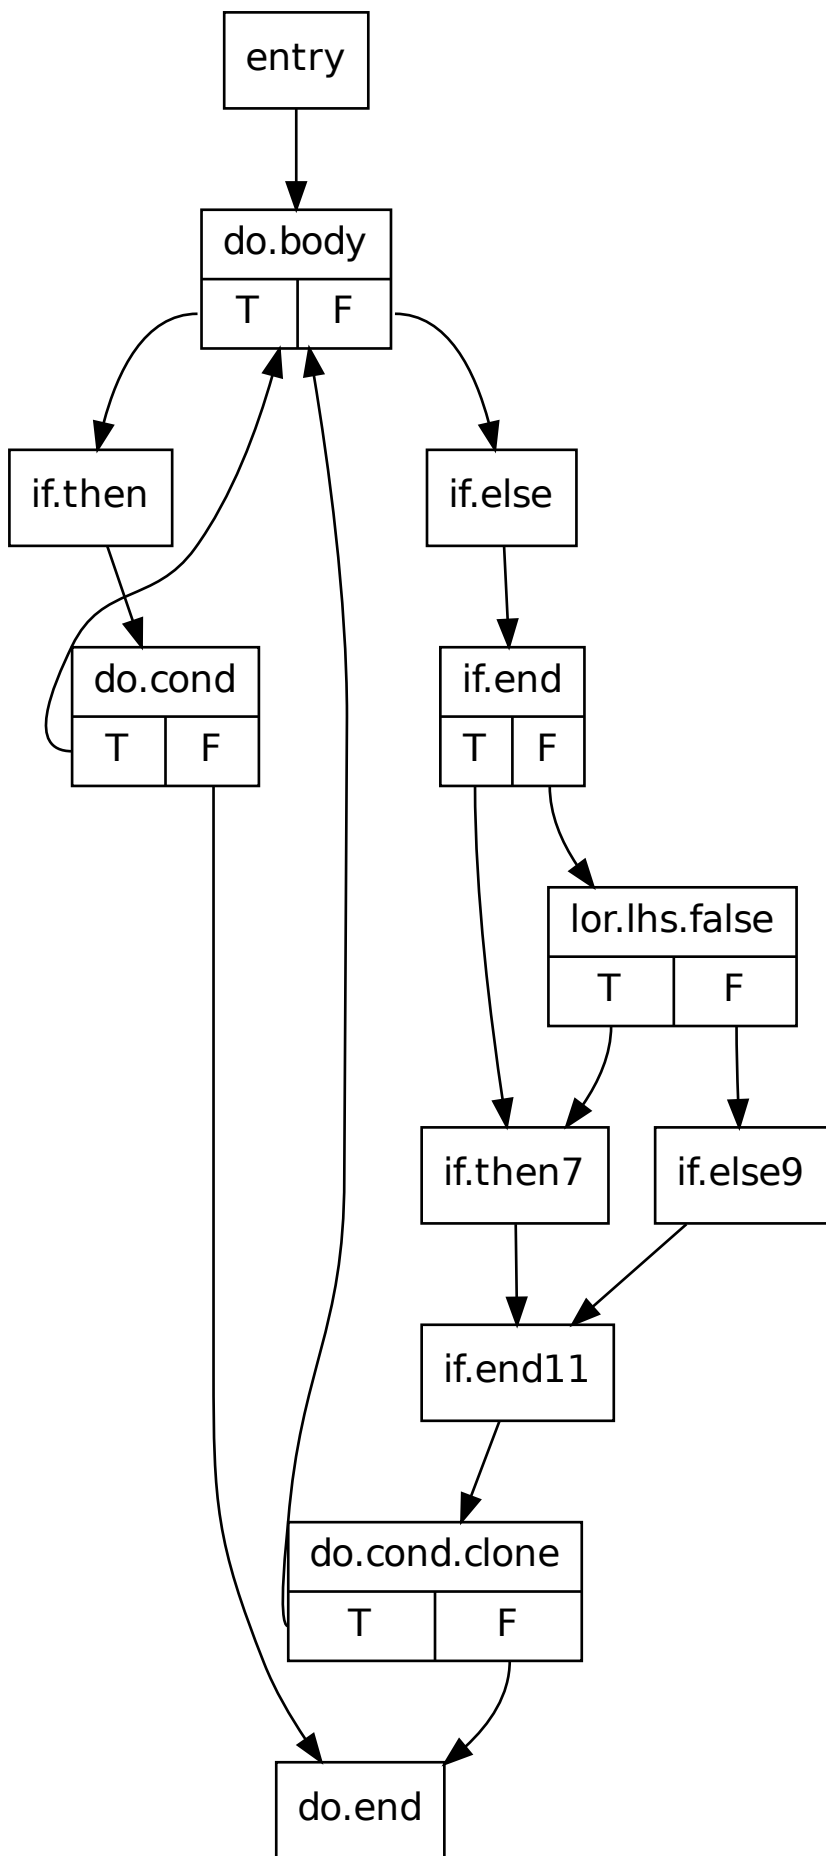 entry
do.body
T F
if.then
if.else
do.cond
T F
if.end
T F
lor.lhs.false
T F
if.then7
if.else9
if.end11
do.cond.clone
T F
do.end